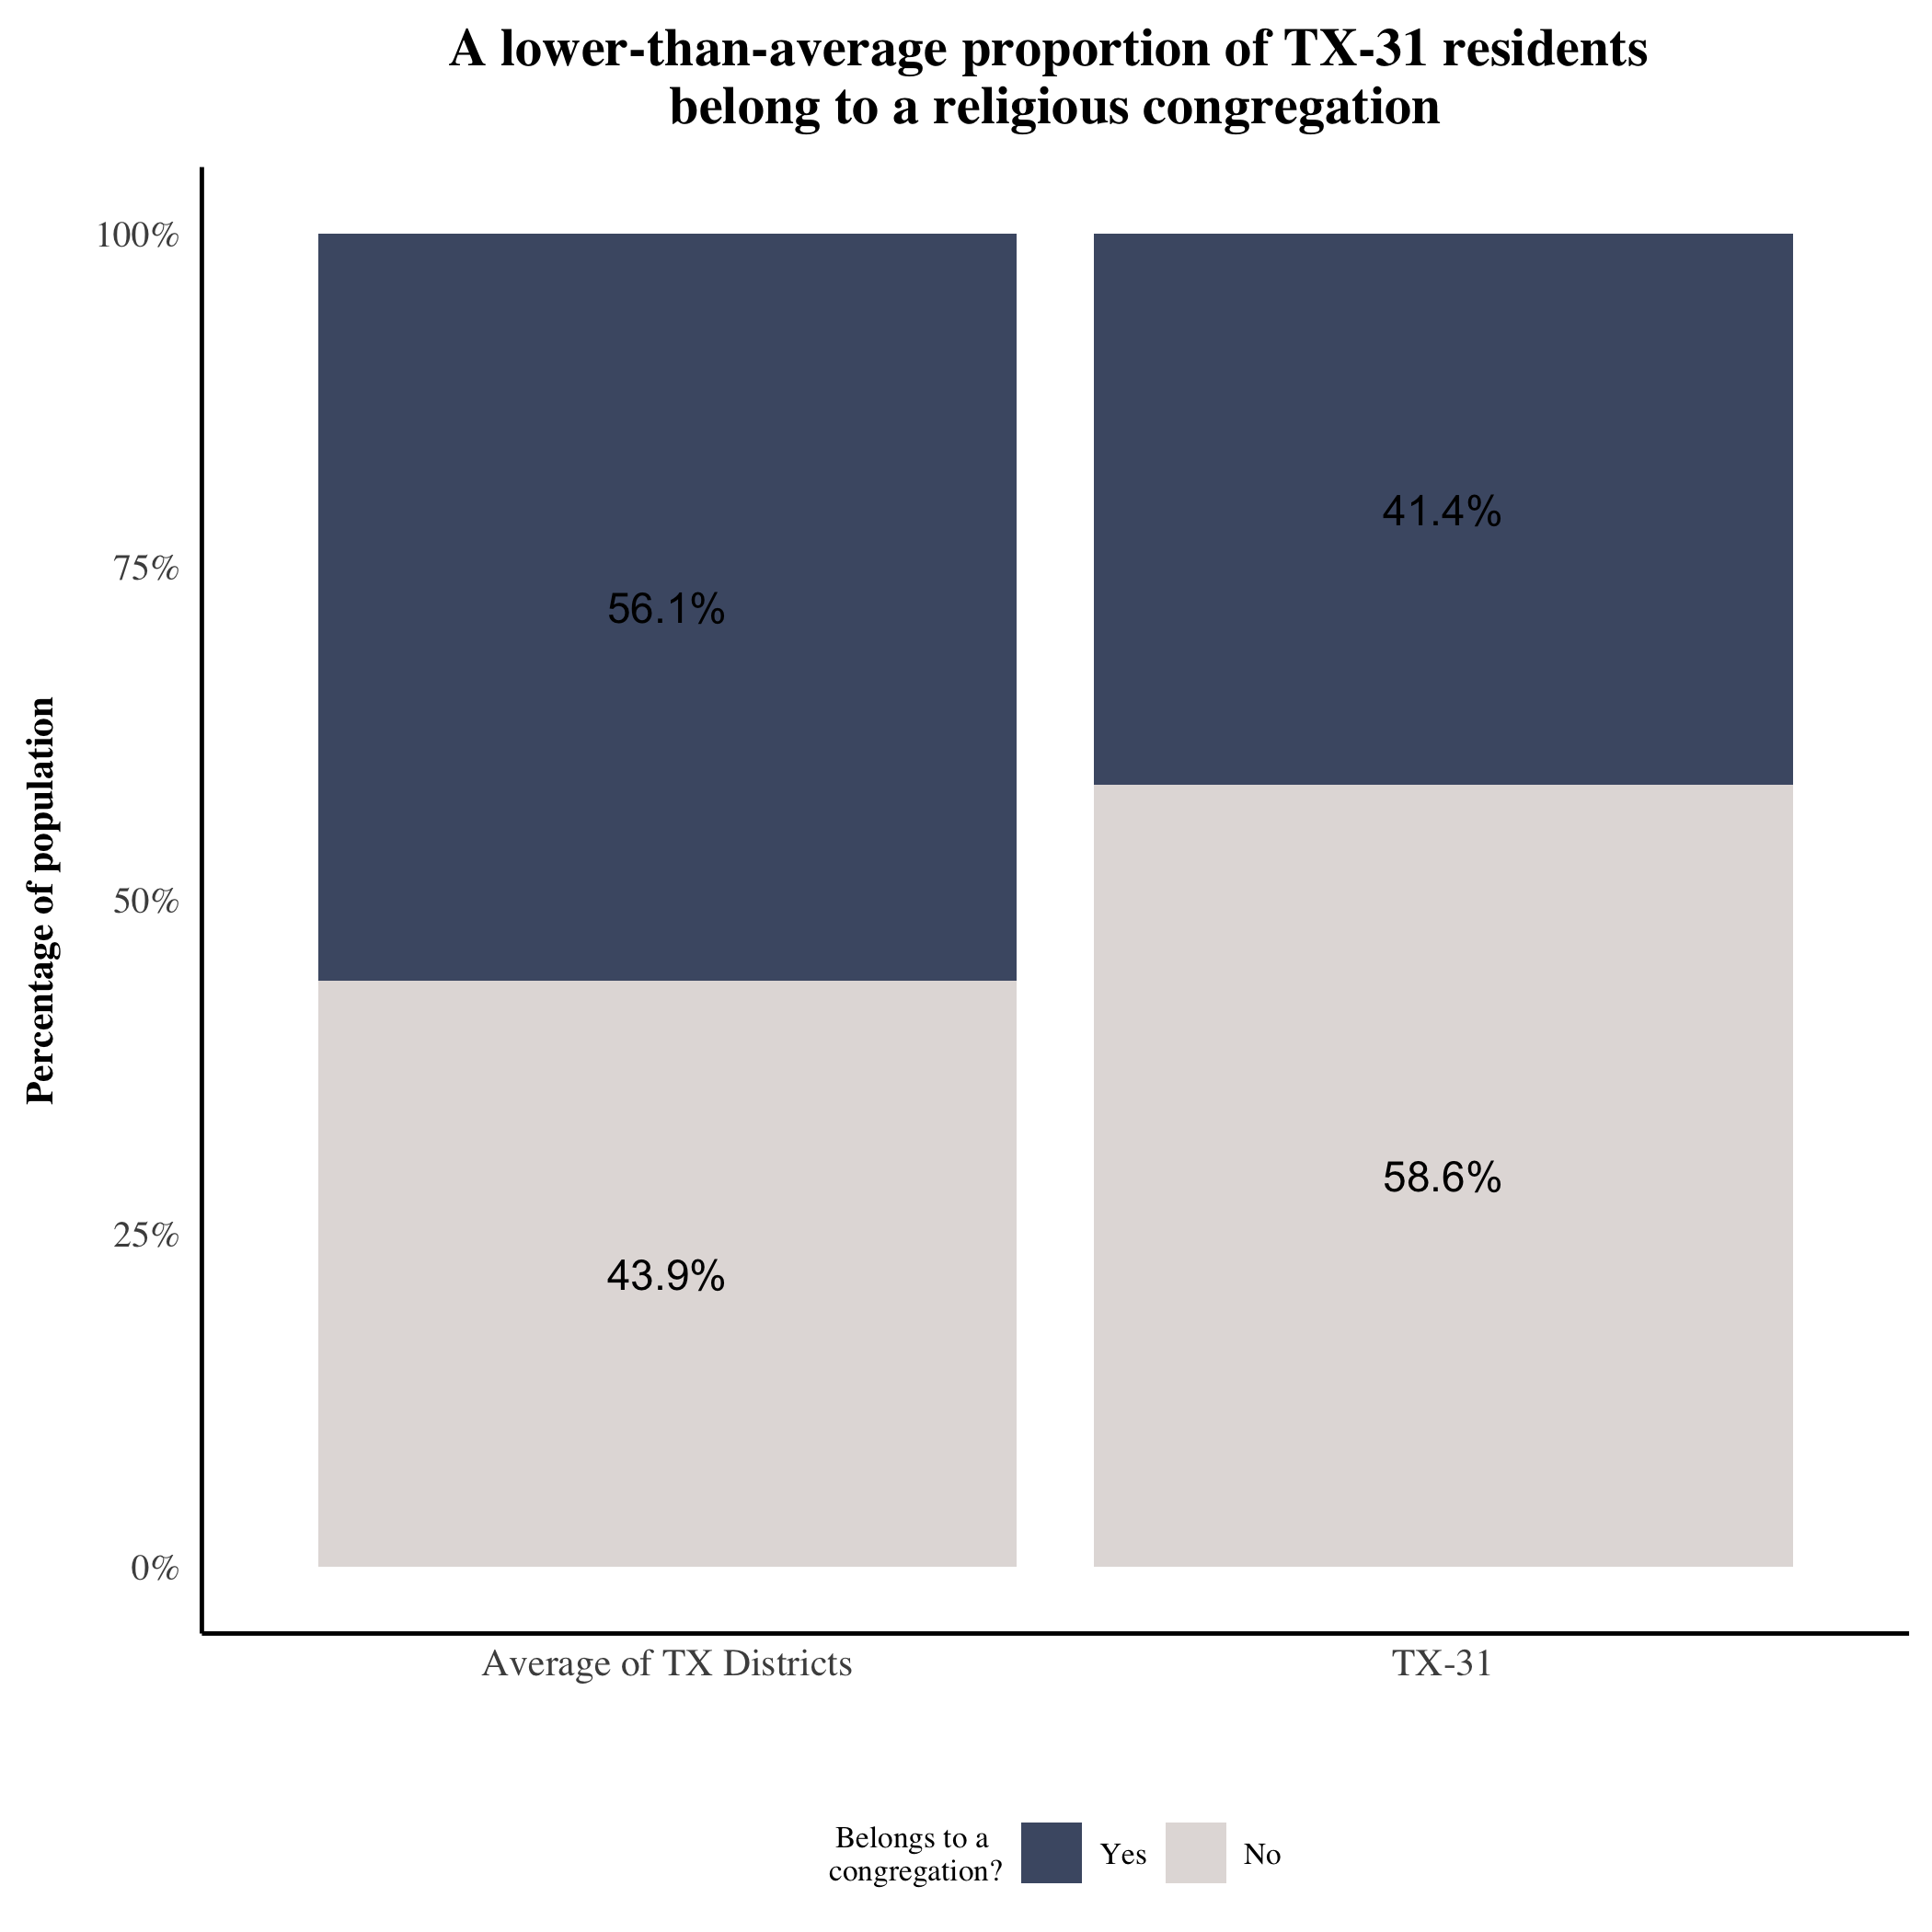 A lower-than-average proportion of TX-31 residents
belong to a religious congregation
Percentage of population
100%
75%
50%
25%
0%
56.1%
43.9%
41.4%
58.6%
Average of TX Districts
TX-31
Belongs to a
congregation?
Yes
No